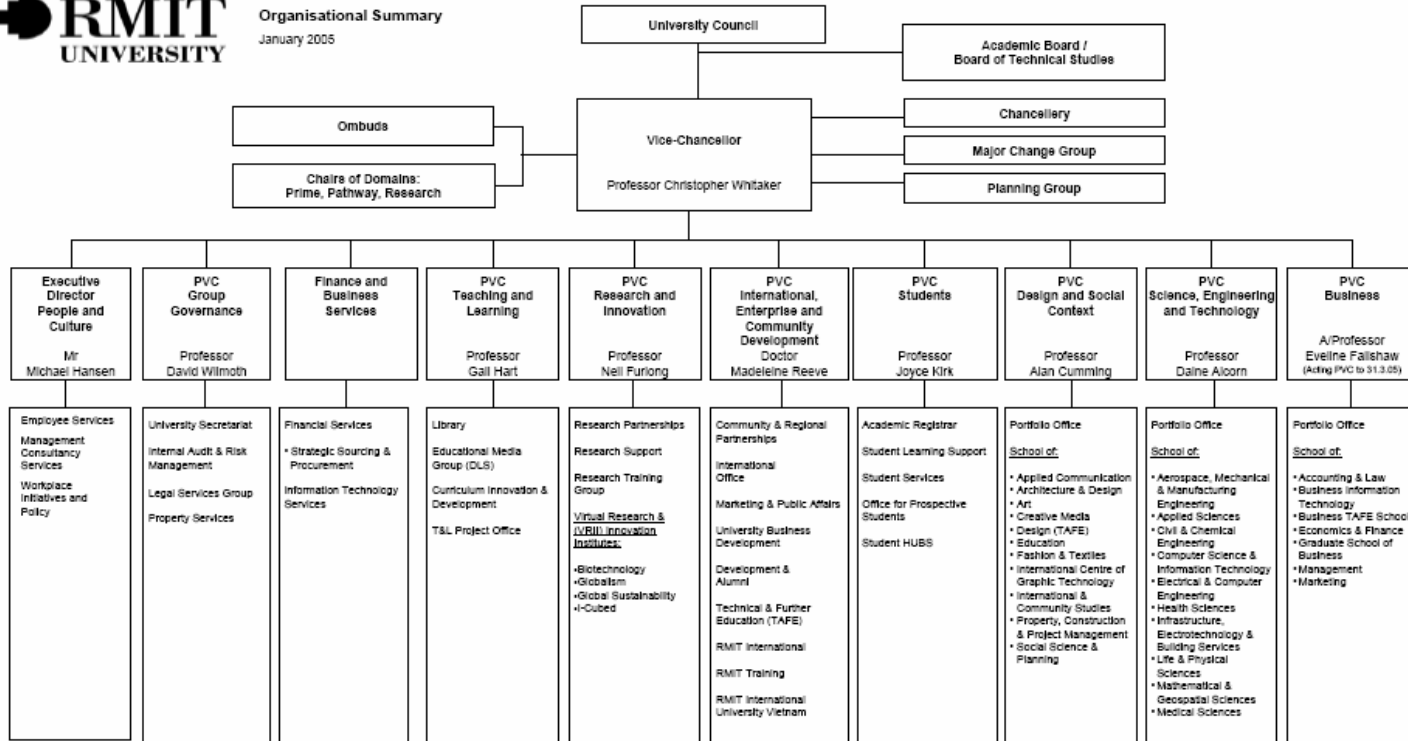 RMIT
UNIVERSITY
Organisational Summary
January 2005
University Council
Academic Board /
Board of Technical Studies
Ombuds
Chairs of Domains:
Prime, Pathway, Research
Vice-Chancellor
Professor Christopher Whitaker
Chancellery
Major Change Group
Planning Group
Executive
Director
People and
Culture
Mr
Michael Hansen
PVC
Group
Governance
Professor
David Wilmoth
Finance and
Business
Services
PVC
Teaching and
Learning
Professor
Gail Hart
PVC
Research and
Innovation
Professor
Neil Furlong
PVC
International,
Enterprise and
Community
Development
Doctor
Madeleine Reeve
PVC
Students
Professor
Joyce Kirk
PVC
Design and Social
Context
Professor
Alan Cumming
PVC
Science, Engineering
and Technology
Professor
Daine Alcorn
PVC
Business
A/Professor
Eveline Fallshaw
(Acting PVC to 31.3.05)
Employee Services
Management
Consultancy
Services
Workplace
Initiatives and
Policy
University Secretariat
Internal Audit & Risk
Management
Legal Services Group
Property Services
Financial Services
• Strategic Sourcing &
Procurement
Information Technology
Services
Library
Educational Media
Group (DLS)
Curriculum Innovation &
Development
T&L Project Office
Research Partnerships
Research Support
Research Training
Group
Virtual Research &
(VRII) Innovation
Institutes:
•Biotechnology
•Globalism
•Global Sustainability
•I-Cubed
Community & Regional
Partnerships
International
Office
Marketing & Public Affairs
University Business
Development
Development &
Alumni
Technical & Further
Education (TAFE)
RMIT International
RMIT Training
RMIT International
University Vietnam
Academic Registrar
Student Learning Support
Student Services
Office for Prospective
Students
Student HUBS
Portfolio Office
School of:
• Applied Communication
• Architecture & Design
• Art
• Creative Media
• Design (TAFE)
• Education
• Fashion & Textiles
• International Centre of
Graphic Technology
• International &
Community Studies
• Property, Construction
& Project Management
• Social Science &
Planning
Portfolio Office
School of:
• Aerospace, Mechanical
& Manufacturing
Engineering
• Applied Sciences
• Civil & Chemical
Engineering
• Computer Science &
Information Technology
• Electrical & Computer
Engineering
• Health Sciences
• Infrastructure,
Electrotechnology &
Building Services
• Life & Physical
Sciences
• Mathematical &
Geospatial Sciences
• Medical Sciences
Portfolio Office
School of:
• Accounting & Law
• Business Information
Technology
• Business TAFE School
• Economics & Finance
• Graduate School of
Business
• Management
• Marketing